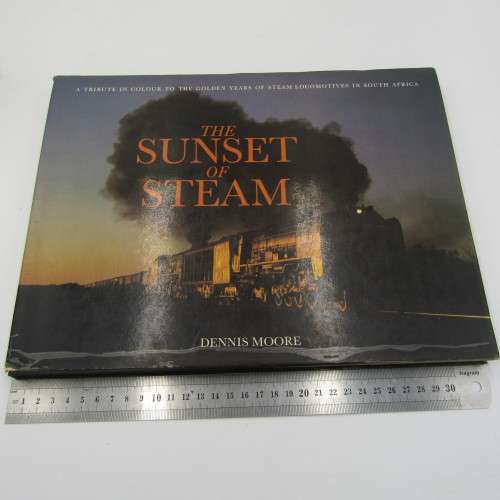 A TRIBUTE IN COLOUR TO THE GOLDEN YEARS OF STEAM LOCOMOTIVES IN SOUTH AFRICA
THE
SUNSET
OF
STEAM
DENNIS MOORE
1 2 3 4 5 6 7 8 9 10 11 12 13 14 15 16 17 18 19 20 21 22 23 24 25 26 27 28 29 30